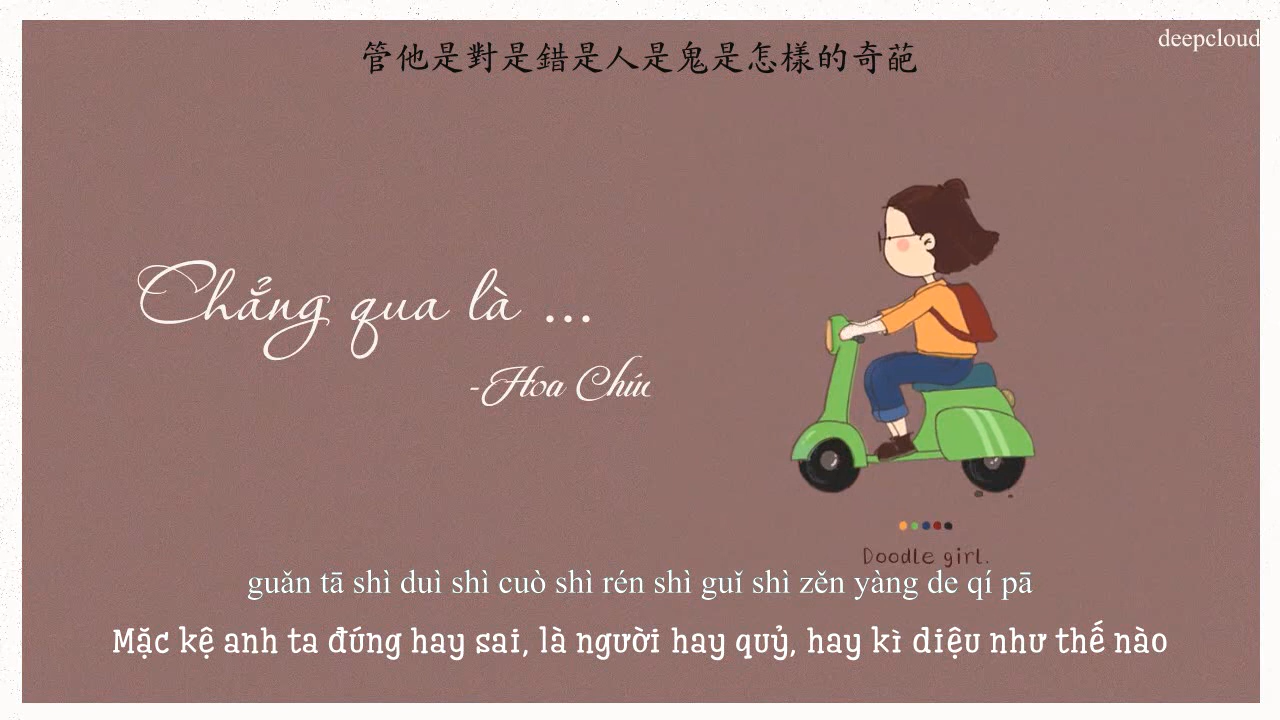 deepcloud
管他是對是錯是人是鬼是怎樣的奇葩
Chẳng qua là ...
-Hoa Chúc
Doodle girl.
guǎn tā shì duì shì cuò shì rén shì guǐ shì zěn yàng de qí pā
Mặc kệ anh ta đúng hay sai, là người hay quỷ, hay kì diệu như thế nào